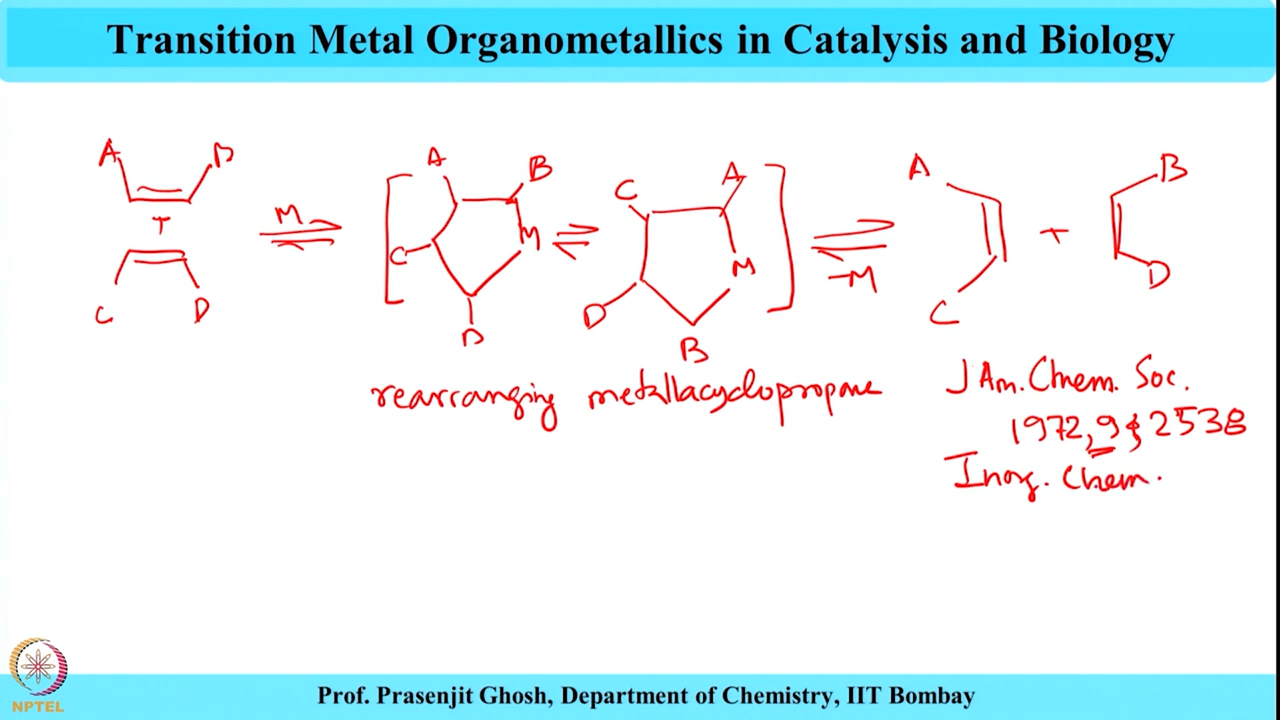 Transition Metal Organometallics in Catalysis and Biology
A B + C D
M
A B M C D
C A M D B
-M
A C + B D
rearranging metallacyclopropane
J Am. Chem. Soc.
1972, 9 2538
Inorg. Chem.
NPTEL
Prof. Prasenjit Ghosh, Department of Chemistry, IIT Bombay